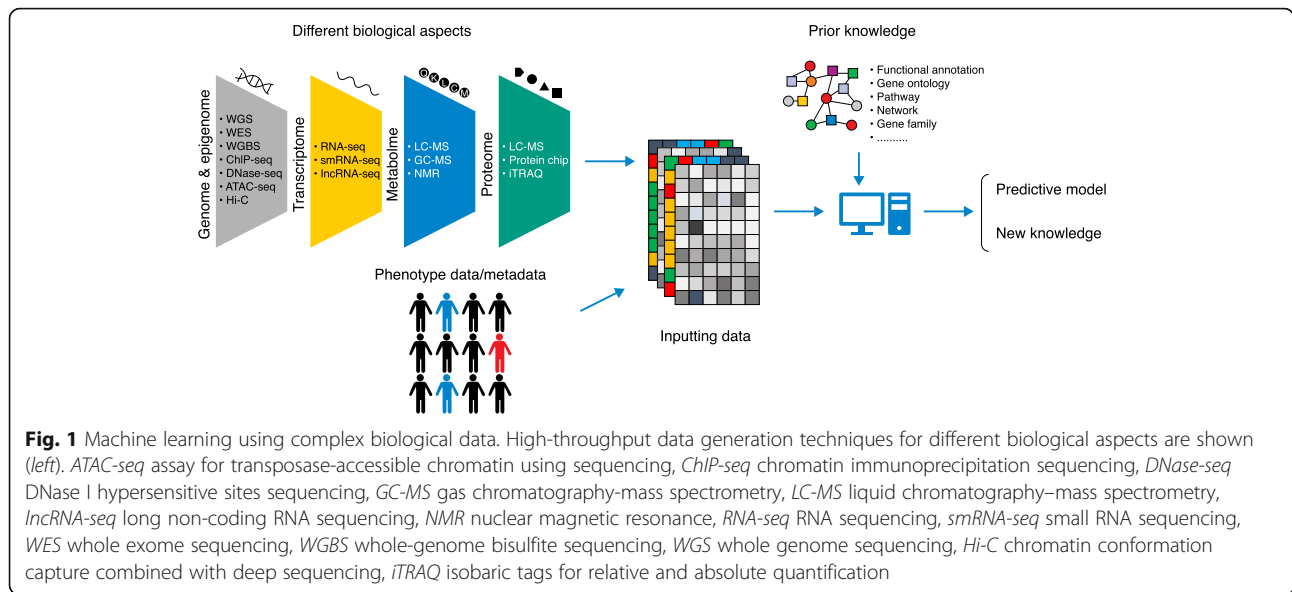 Different biological aspects
Prior knowledge
Genome & epigenome
• WGS
• WES
• WGBS
• ChIP-seq
• DNase-seq
• ATAC-seq
• Hi-C
Transcriptome
• RNA-seq
• smRNA-seq
• lncRNA-seq
Metabolme
O K L C M
• LC-MS
• GC-MS
• NMR
Proteome
• LC-MS
• Protein chip
• iTRAQ
• Functional annotation
• Gene ontology
• Pathway
• Network
• Gene family
• ..........
Predictive model
New knowledge
Phenotype data/metadata
Inputting data
Fig. 1 Machine learning using complex biological data. High-throughput data generation techniques for different biological aspects are shown
(left). ATAC-seq assay for transposase-accessible chromatin using sequencing, ChIP-seq chromatin immunoprecipitation sequencing, DNase-seq
DNase I hypersensitive sites sequencing, GC-MS gas chromatography-mass spectrometry, LC-MS liquid chromatography–mass spectrometry,
lncRNA-seq long non-coding RNA sequencing, NMR nuclear magnetic resonance, RNA-seq RNA sequencing, smRNA-seq small RNA sequencing,
WES whole exome sequencing, WGBS whole-genome bisulfite sequencing, WGS whole genome sequencing, Hi-C chromatin conformation
capture combined with deep sequencing, iTRAQ isobaric tags for relative and absolute quantification